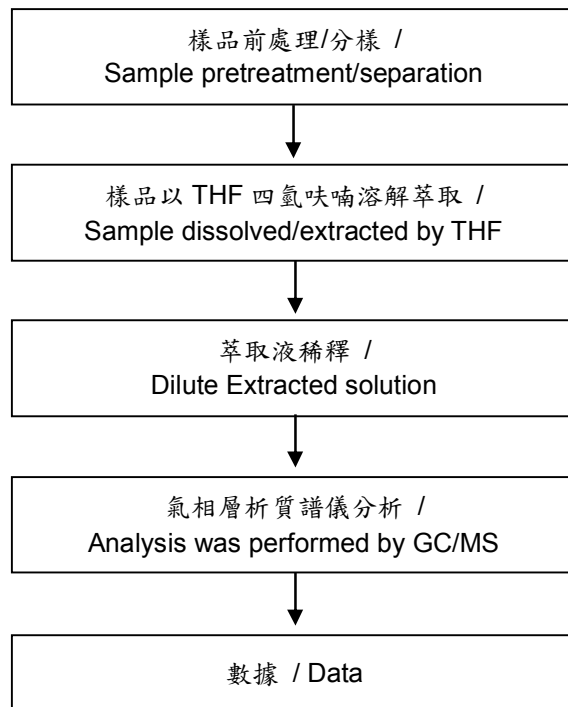 樣品前處理/分樣 /
Sample pretreatment/separation
樣品以 THF 四氫呋喃溶解萃取 /
Sample dissolved/extracted by THF
萃取液稀釋 /
Dilute Extracted solution
氣相層析質譜儀分析 /
Analysis was performed by GC/MS
數據 / Data